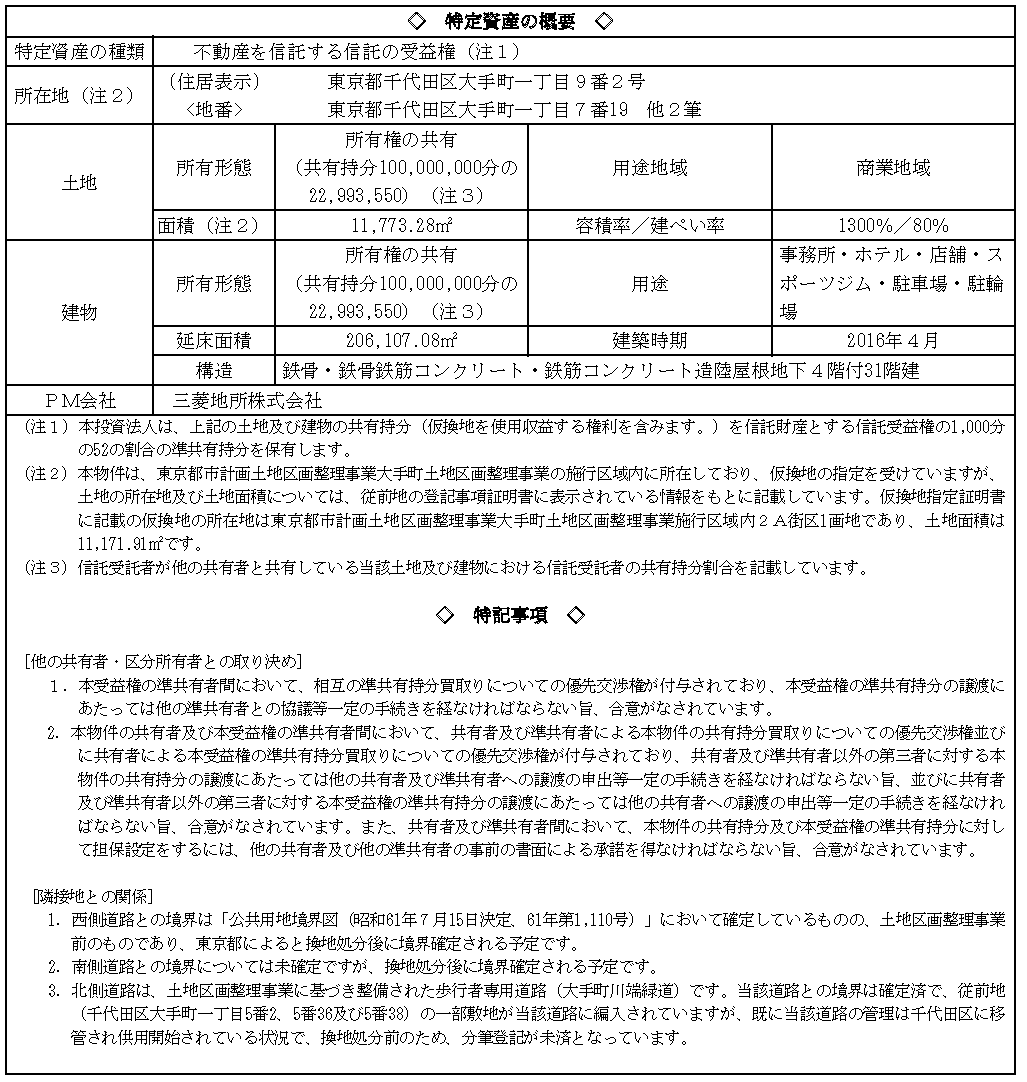 ◇　特定資産の概要　◇
特定資産の種類　不動産を信託する信託の受益権（注１）
所在地（注２）　（住居表示）　東京都千代田区大手町一丁目９番２号
<地番>　東京都千代田区大手町一丁目７番19　他２筆
土地　所有形態　所有権の共有
（共有持分100,000,000分の
22,993,550）（注３）　用途地域　商業地域
面積（注２）　11,773.28㎡　容積率／建ぺい率　1300%／80%
建物　所有形態　所有権の共有
（共有持分100,000,000分の
22,993,550）（注３）　用途　事務所・ホテル・店舗・ス
ポーツジム・駐車場・駐輪
場
延床面積　206,107.08㎡　建築時期　2016年４月
構造　鉄骨・鉄骨鉄筋コンクリート・鉄筋コンクリート造陸屋根地下４階付31階建
ＰＭ会社　三菱地所株式会社
（注１）本投資法人は、上記の土地及び建物の共有持分（仮換地を使用収益する権利を含みます。）を信託財産とする信託受益権の1,000分
の52の割合の準共有持分を保有します。
（注２）本物件は、東京都市計画土地区画整理事業大手町土地区画整理事業の施行区域内に所在しており、仮換地の指定を受けていますが、
土地の所在地及び土地面積については、従前地の登記事項証明書に表示されている情報をもとに記載しています。仮換地指定証明書
に記載の仮換地の所在地は東京都市計画土地区画整理事業大手町土地区画整理事業施行区域内２Ａ街区1画地であり、土地面積は
11,171.91㎡です。
（注３）信託受託者が他の共有者と共有している当該土地及び建物における信託受託者の共有持分割合を記載しています。
◇　特記事項　◇
［他の共有者・区分所有者との取り決め］
１．本受益権の準共有者間において、相互の準共有持分買取りについての優先交渉権が付与されており、本受益権の準共有持分の譲渡に
あたっては他の準共有者との協議等一定の手続きを経なければならない旨、合意がなされています。
2. 本物件の共有者及び本受益権の準共有者間において、共有者及び準共有者による本物件の共有持分買取りについての優先交渉権並び
に共有者による本受益権の準共有持分買取りについての優先交渉権が付与されており、共有者及び準共有者以外の第三者に対する本
物件の共有持分の譲渡にあたっては他の共有者及び準共有者への譲渡の申出等一定の手続きを経なければならない旨、並びに共有者
及び準共有者以外の第三者に対する本受益権の準共有持分の譲渡にあたっては他の共有者への譲渡の申出等一定の手続きを経なけれ
ばならない旨、合意がなされています。また、共有者及び準共有者間において、本物件の共有持分及び本受益権の準共有持分に対し
て担保設定をするには、他の共有者及び他の準共有者の事前の書面による承諾を得なければならない旨、合意がなされています。
［隣接地との関係］
1. 西側道路との境界は「公共用地境界図（昭和61年７月15日決定、61年第1,110号）」において確定しているものの、土地区画整理事業
前のものであり、東京都によると換地処分後に境界確定される予定です。
2. 南側道路との境界については未確定ですが、換地処分後に境界確定される予定です。
3. 北側道路は、土地区画整理事業に基づき整備された歩行者専用道路（大手町川端緑道）です。当該道路との境界は確定済で、従前地
（千代田区大手町一丁目5番2、5番36及び5番38）の一部敷地が当該道路に編入されていますが、既に当該道路の管理は千代田区に移
管され供用開始されている状況で、換地処分前のため、分筆登記が未済となっています。